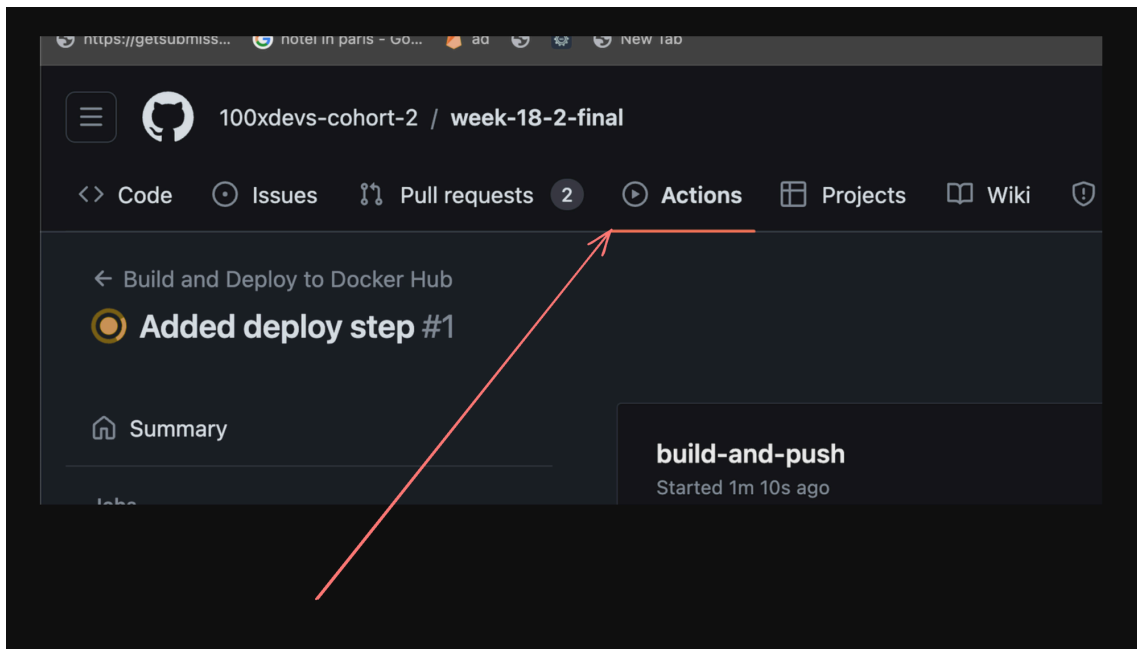 https://getsubmiss... hotel in paris - Go... ad New Tab
100xdevs-cohort-2 / week-18-2-final
Code Issues Pull requests 2 Actions Projects Wiki
← Build and Deploy to Docker Hub
Added deploy step #1
Summary
build-and-push
Started 1m 10s ago
Jobs